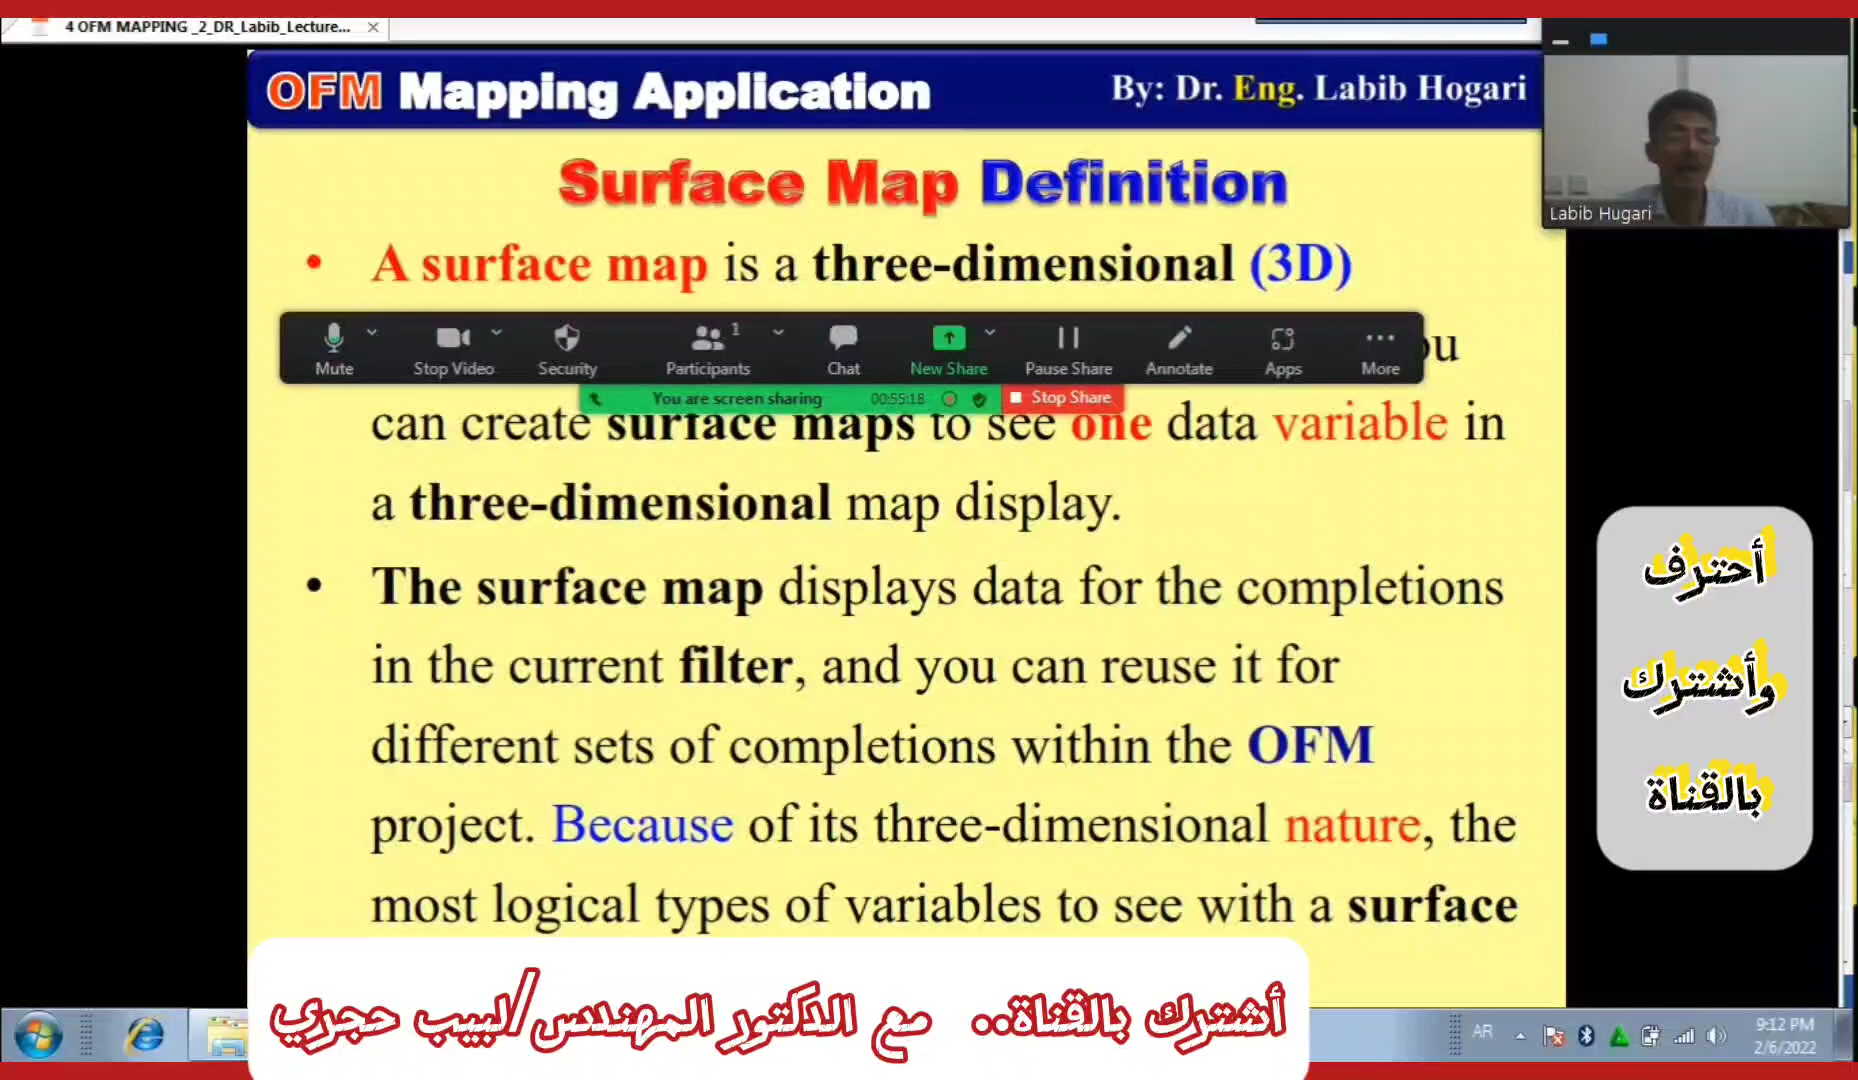 4 OFM MAPPING _2_DR_Labib_Lecture...
OFM Mapping Application
By: Dr. Eng. Labib Hogari
Labib Hugari
Surface Map Definition
• A surface map is a three-dimensional (3D)
Mute
Stop Video
Security
Participants
1
Chat
New Share
Pause Share
Annotate
Apps
More
You are screen sharing
00:55:18
Stop Share
can create surface maps to see one data variable in
a three-dimensional map display.
• The surface map displays data for the completions
in the current filter, and you can reuse it for
different sets of completions within the OFM
project. Because of its three-dimensional nature, the
most logical types of variables to see with a surface
أحترف
وأشترك
بالقناة
أشترك بالقناة.. مع الدكتور المهندس/لبيب حجري
AR
9:12 PM
2/6/2022